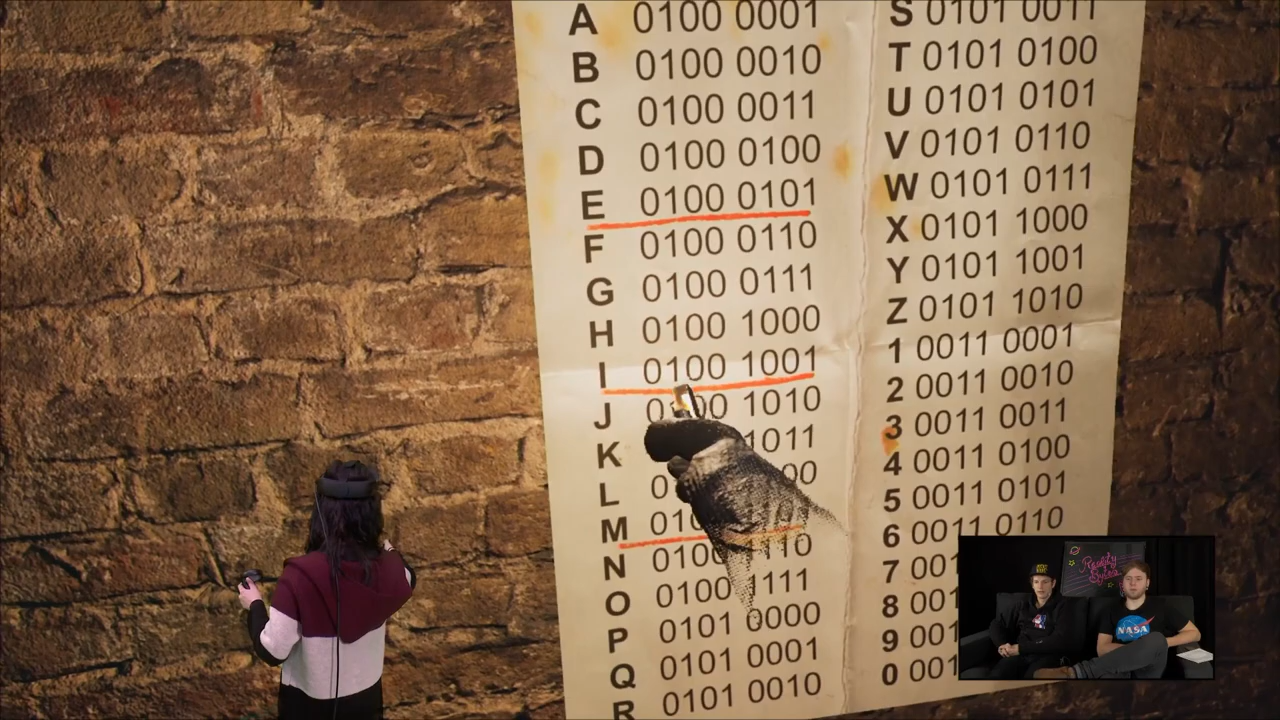 A 0100 0001
B 0100 0010
C 0100 0011
D 0100 0100
E 0100 0101
F 0100 0110
G 0100 0111
H 0100 1000
I 0100 1001
J 1010
K 1011
L
M
N 0100
O 0100 1111
P 0101 0000
Q 0101 0001
R 0101 0010
S 0101 0011
T 0101 0100
U 0101 0101
V 0101 0110
W 0101 0111
X 0101 1000
Y 0101 1001
Z 0101 1010
1 0011 0001
2 0011 0010
3 0011 0011
4 0011 0100
5 0011 0101
6 0011 0110
7 001
8 001
9 001
0 001
NASA